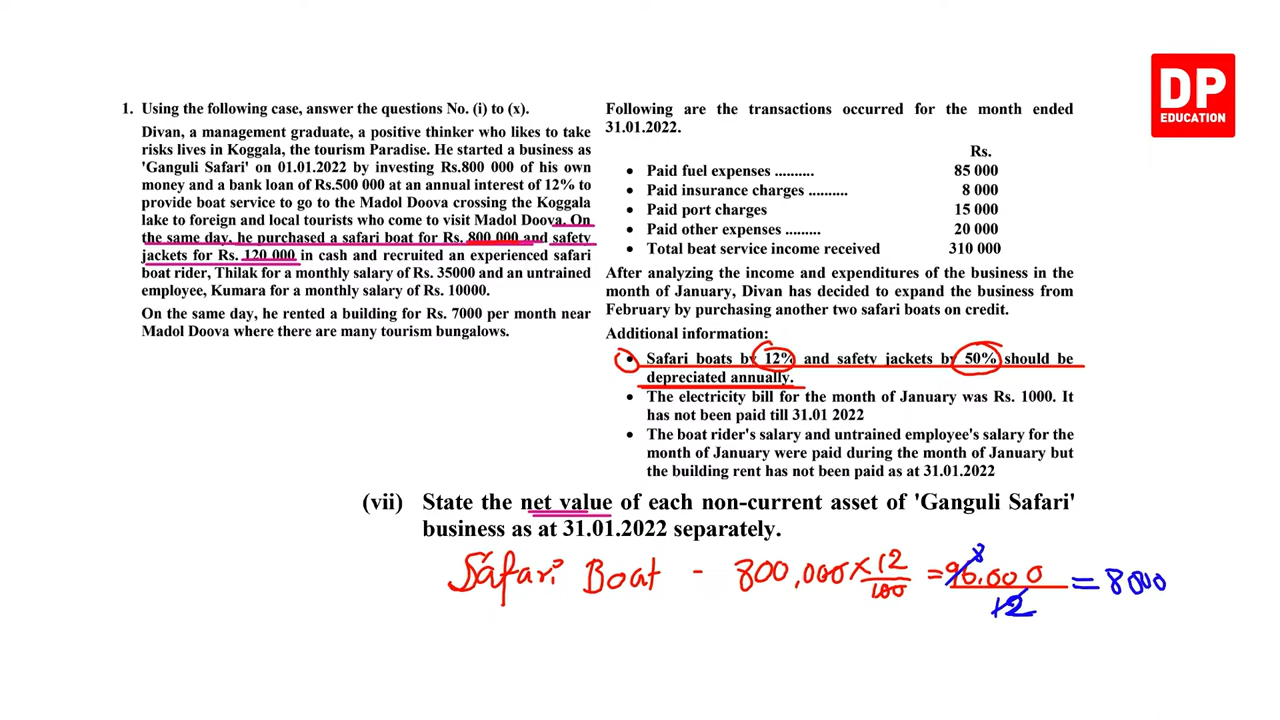 DP
EDUCATION
1. Using the following case, answer the questions No. (i) to (x).
Divan, a management graduate, a positive thinker who likes to take
risks lives in Koggala, the tourism Paradise. He started a business as
'Ganguli Safari' on 01.01.2022 by investing Rs.800 000 of his own
money and a bank loan of Rs.500 000 at an annual interest of 12% to
provide boat service to go to the Madol Doova crossing the Koggala
lake to foreign and local tourists who come to visit Madol Doova. On
the same day, he purchased a safari boat for Rs. 800 000 and safety
jackets for Rs. 120 000 in cash and recruited an experienced safari
boat rider, Thilak for a monthly salary of Rs. 35000 and an untrained
employee, Kumara for a monthly salary of Rs. 10000.
On the same day, he rented a building for Rs. 7000 per month near
Madol Doova where there are many tourism bungalows.
Following are the transactions occurred for the month ended
31.01.2022.
Rs.
• Paid fuel expenses .......... 85 000
• Paid insurance charges .......... 8 000
• Paid port charges 15 000
• Paid other expenses ......... 20 000
• Total beat service income received 310 000
After analyzing the income and expenditures of the business in the
month of January, Divan has decided to expand the business from
February by purchasing another two safari boats on credit.
Additional information:
• Safari boats by 12% and safety jackets by 50% should be
depreciated annually.
• The electricity bill for the month of January was Rs. 1000. It
has not been paid till 31.01 2022
• The boat rider's salary and untrained employee's salary for the
month of January were paid during the month of January but
the building rent has not been paid as at 31.01.2022
(vii) State the net value of each non-current asset of 'Ganguli Safari'
business as at 31.01.2022 separately.
Safari Boat - 800,000 × 12/100 = 96,000/12 = 8000
8